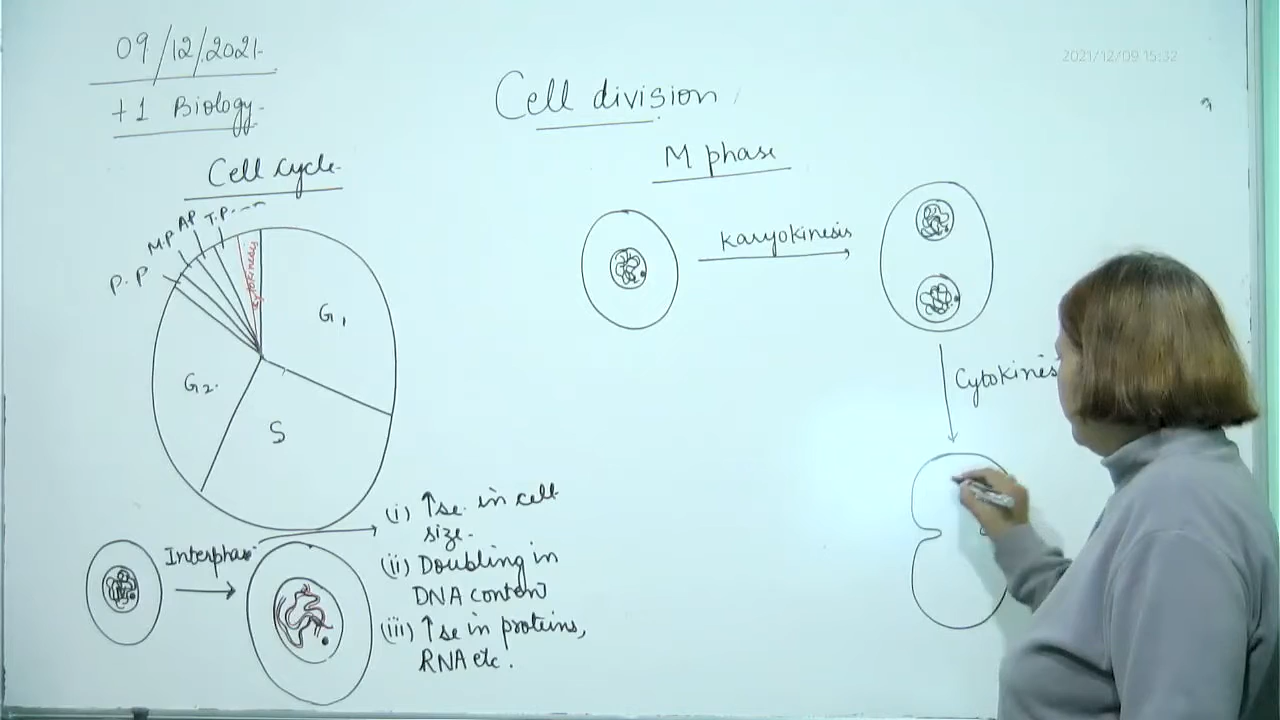 09/12/2021
2021/12/09 15:32
+1 Biology
Cell division
M phase
Cell cycle
P.P
M.P
A.P
T.P.
Cytokinesis
G1
G2
S
Karyokinesis
Cytokines
Interphase
(i) ↑se. in cell
size.
(ii) Doubling in
DNA content
(iii) ↑se in proteins,
RNA etc.